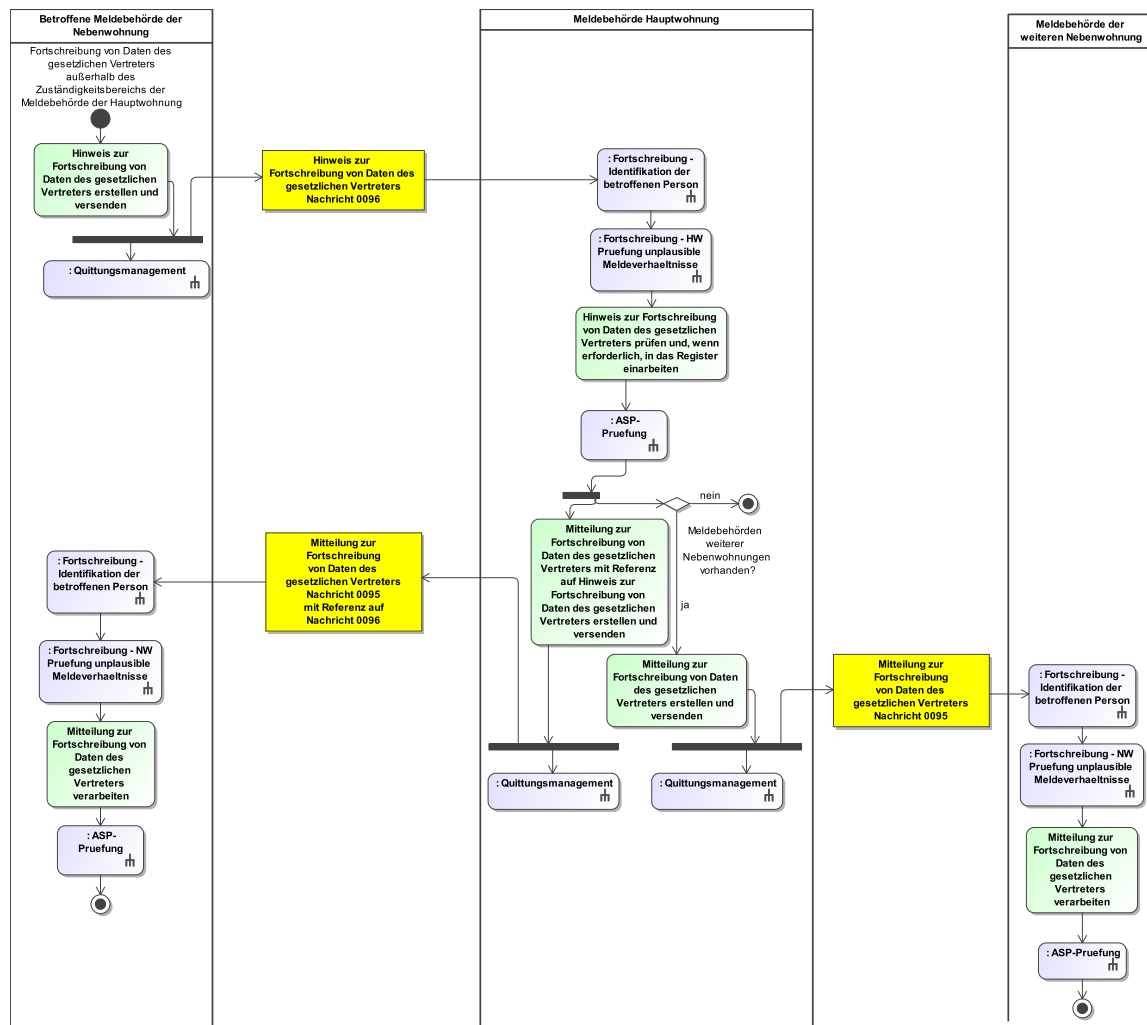 Betroffene Meldebehörde der
Nebenwohnung
Fortschreibung von Daten des
gesetzlichen Vertreters
außerhalb des
Zuständigkeitsbereichs der
Meldebehörde der Hauptwohnung
Hinweis zur
Fortschreibung von
Daten des gesetzlichen
Vertreters erstellen und
versenden
: Quittungsmanagement
Hinweis zur
Fortschreibung von Daten des
gesetzlichen Vertreters
Nachricht 0096
Meldebehörde Hauptwohnung
: Fortschreibung -
Identifikation der
betroffenen Person
: Fortschreibung - HW
Pruefung unplausible
Meldeverhaeltnisse
Hinweis zur Fortschreibung
von Daten des gesetzlichen
Vertreters prüfen und, wenn
erforderlich, in das Register
einarbeiten
: ASP-
Pruefung
nein
Meldebehörden
weiterer
Nebenwohnungen
vorhanden?
ja
Mitteilung zur
Fortschreibung von
Daten des gesetzlichen
Vertreters mit Referenz
auf Hinweis zur
Fortschreibung von
Daten des gesetzlichen
Vertreters erstellen und
versenden
Mitteilung zur
Fortschreibung von Daten
des gesetzlichen
Vertreters erstellen und
versenden
: Quittungsmanagement
: Quittungsmanagement
Mitteilung zur
Fortschreibung
von Daten des
gesetzlichen Vertreters
Nachricht 0095
mit Referenz auf
Nachricht 0096
: Fortschreibung -
Identifikation der
betroffenen Person
: Fortschreibung - NW
Pruefung unplausible
Meldeverhaeltnisse
Mitteilung zur
Fortschreibung von
Daten des
gesetzlichen
Vertreters
verarbeiten
: ASP-
Pruefung
Mitteilung zur
Fortschreibung
von Daten des
gesetzlichen Vertreters
Nachricht 0095
Meldebehörde der
weiteren Nebenwohnung
: Fortschreibung -
Identifikation der
betroffenen Person
: Fortschreibung - NW
Pruefung unplausible
Meldeverhaeltnisse
Mitteilung zur
Fortschreibung von
Daten des
gesetzlichen
Vertreters
verarbeiten
: ASP-Pruefung